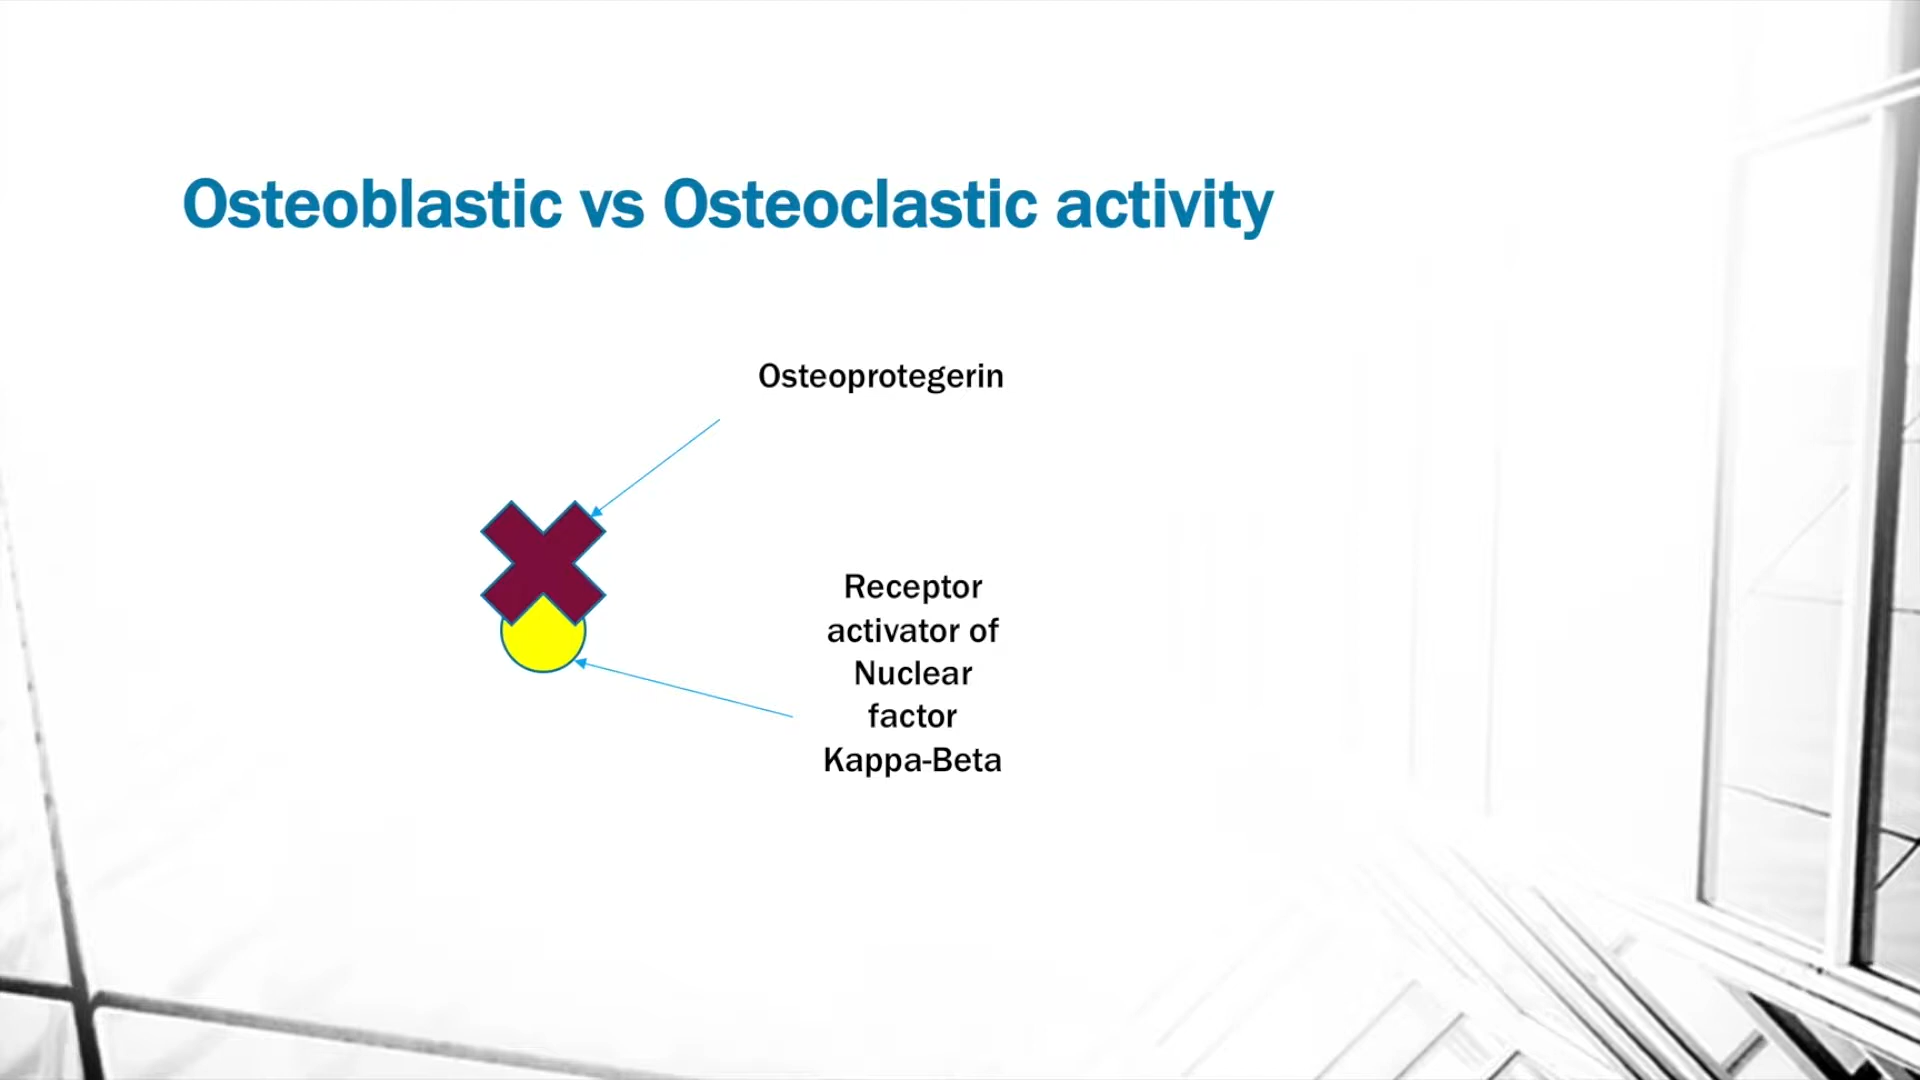 Osteoblastic vs Osteoclastic activity
Osteoprotegerin
Receptor
activator of
Nuclear
factor
Kappa-Beta